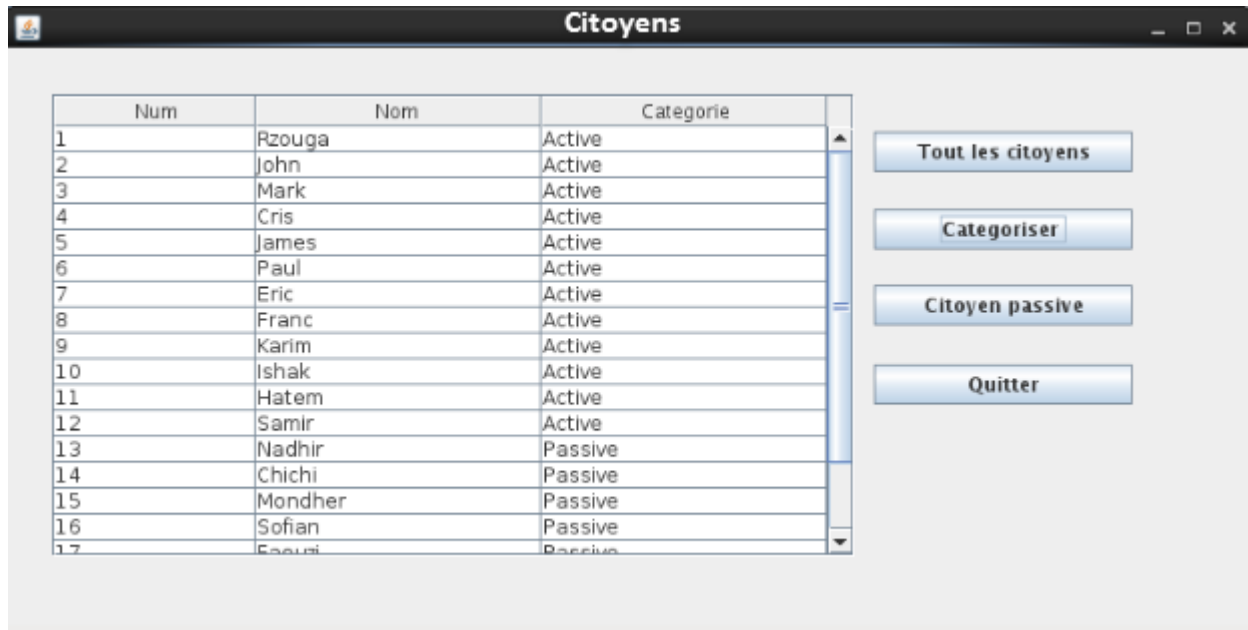 Citoyens
Num Nom Categorie
1 Rzouga Active
2 John Active
3 Mark Active
4 Cris Active
5 James Active
6 Paul Active
7 Eric Active
8 Franc Active
9 Karim Active
10 Ishak Active
11 Hatem Active
12 Samir Active
13 Nadhir Passive
14 Chichi Passive
15 Mondher Passive
16 Sofian Passive
17 Faouzi Passive
Tout les citoyens
Categoriser
Citoyen passive
Quitter